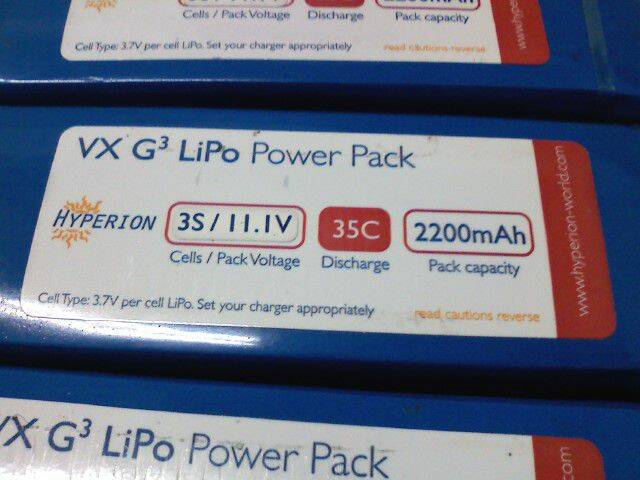 Cells / Pack Voltage
Discharge
Pack capacity
Cell Type: 3.7V per cell LiPo. Set your charger appropriately
read cautions reverse
VX G³ LiPo Power Pack
HYPERION
3S / 11.1V
35C
2200mAh
Cells / Pack Voltage
Discharge
Pack capacity
Cell Type: 3.7V per cell LiPo. Set your charger appropriately
read cautions reverse
www.hyperion-world.com
VX G³ LiPo Power Pack